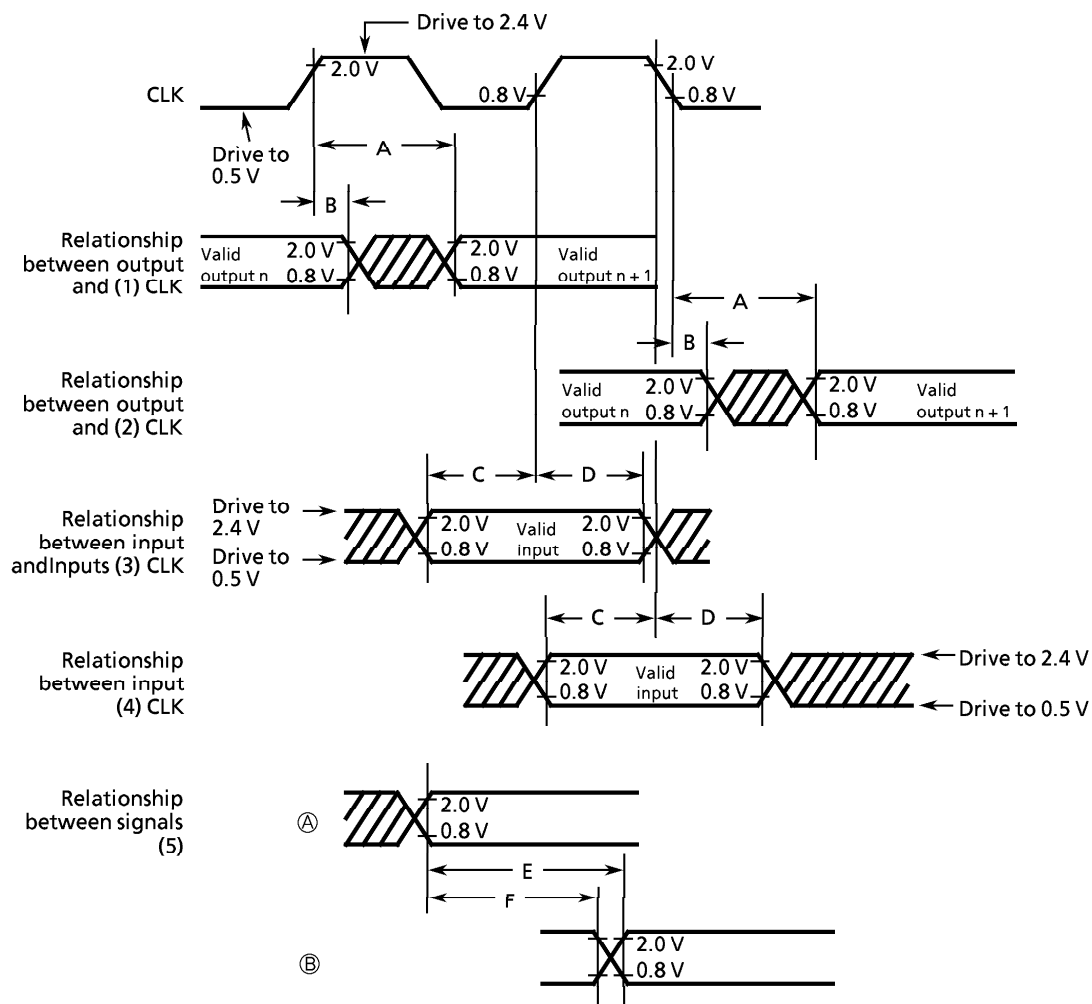 Drive to 2.4 V
2.0 V
2.0 V
CLK
0.8 V
0.8 V
Drive to
0.5 V
A
B
Relationship
between output
and (1) CLK
Valid
output n
2.0 V
0.8 V
2.0 V
0.8 V
Valid
output n + 1
A
B
Relationship
between output
and (2) CLK
Valid
output n
2.0 V
0.8 V
2.0 V
0.8 V
Valid
output n + 1
C
D
Relationship
between input
andInputs (3) CLK
Drive to
2.4 V
Drive to
0.5 V
2.0 V
0.8 V
Valid
input
2.0 V
0.8 V
C
D
Relationship
between input
(4) CLK
2.0 V
0.8 V
Valid
input
2.0 V
0.8 V
Drive to 2.4 V
Drive to 0.5 V
Relationship
between signals
(5)
Ⓐ
2.0 V
0.8 V
E
F
Ⓑ
2.0 V
0.8 V